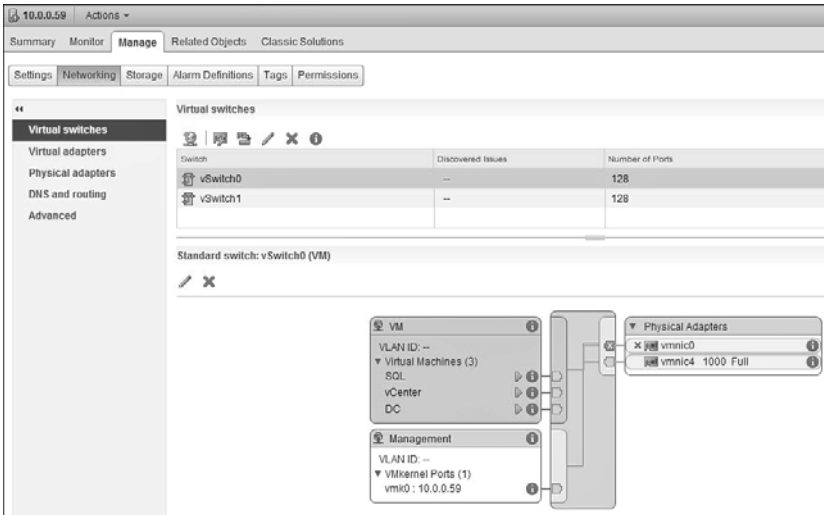 10.0.0.59 Actions
Summary Monitor Manage Related Objects Classic Solutions
Settings Networking Storage Alarm Definitions Tags Permissions
Virtual switches
Virtual adapters
Physical adapters
DNS and routing
Advanced
Virtual switches
Switch Discovered Issues Number of Ports
vSwitch0 -- 128
vSwitch1 -- 128
Standard switch: vSwitch0 (VM)
VM
VLAN ID: --
Virtual Machines (3)
SQL
vCenter
DC
Management
VLAN ID: --
VMkernel Ports (1)
vmk0 : 10.0.0.59
Physical Adapters
vmnic0
vmnic4 1000 Full